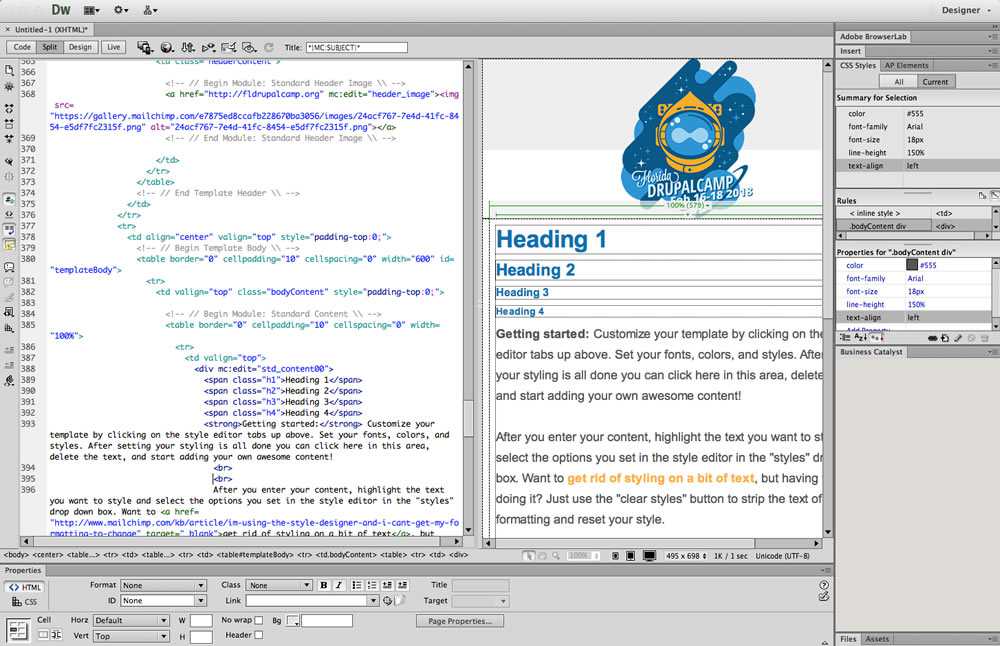 Dw
Designer
Untitled-1 (XHTML)*
Code Split Design Live
Title: *|MC:SUBJECT|*
365 <td class="headerContent">
366
367 <!-- // Begin Module: Standard Header Image \\ -->
368 <a href="http://fldrupalcamp.org" mc:edit="header_image"><img
src=
"https://gallery.mailchimp.com/e7875ed8ccafb228670ba3056/images/24acf767-7e4d-41fc-84
54-e5df7fc2315f.png" alt="24acf767-7e4d-41fc-8454-e5df7fc2315f.png"></a>
369 <!-- // End Module: Standard Header Image \\ -->
370
371 </td>
372 </tr>
373 </table>
374 <!-- // End Template Header \\ -->
375 </td>
376 </tr>
377 <tr>
378 <td align="center" valign="top" style="padding-top:0;">
379 <!-- // Begin Template Body \\ -->
380 <table border="0" cellpadding="10" cellspacing="0" width="600" id=
"templateBody">
381 <tr>
382 <td valign="top" class="bodyContent" style="padding-top:0;">
383
384 <!-- // Begin Module: Standard Content \\ -->
385 <table border="0" cellpadding="10" cellspacing="0" width=
"100%">
386 <tr>
387 <td valign="top">
388 <div mc:edit="std_content00">
389 <span class="h1">Heading 1</span>
390 <span class="h2">Heading 2</span>
391 <span class="h3">Heading 3</span>
392 <span class="h4">Heading 4</span>
393 <strong>Getting started:</strong> Customize your
template by clicking on the style editor tabs up above. Set your fonts, colors, and
styles. After setting your styling is all done you can click here in this area,
delete the text, and start adding your own awesome content!
394 <br>
395 <br>
396 After you enter your content, highlight the text
you want to style and select the options you set in the style editor in the "styles"
drop down box. Want to <a href=
"http://www.mailchimp.com/kb/article/im-using-the-style-designer-and-i-cant-get-my-fo
rmatting-to-change" target="_blank">get rid of styling on a bit of text</a>, but
Florida
DRUPALCAMP
Feb 16-18 2018
100% (579)
Heading 1
Heading 2
Heading 3
Heading 4
Getting started: Customize your template by clicking on the
editor tabs up above. Set your fonts, colors, and styles. After
your styling is all done you can click here in this area, delete
and start adding your own awesome content!
After you enter your content, highlight the text you want to st
select the options you set in the style editor in the "styles" dr
box. Want to get rid of styling on a bit of text, but having
doing it? Just use the "clear styles" button to strip the text of
formatting and reset your style.
<body> <center> <table...> <tr> <td> <table...> <tr> <td> <table#templateBody> <tr> <td.bodyContent> <table> <tr> <td> <div>
100% 495 x 698 1K / 1 sec Unicode (UTF-8)
Properties
HTML
CSS
Format None
ID None
Class None
Link
B I
Title
Target
Cell
Horz Default
Vert Top
W
H
No wrap
Header
Bg
Page Properties...
Adobe BrowserLab
Insert
CSS Styles AP Elements
All Current
Summary for Selection
color #555
font-family Arial
font-size 18px
line-height 150%
text-align left
Rules
< inline style > <td>
.bodyContent div <div>
Properties for ".bodyContent div"
color #555
font-family Arial
font-size 18px
line-height 150%
text-align left
Add Property
Business Catalyst
Files Assets